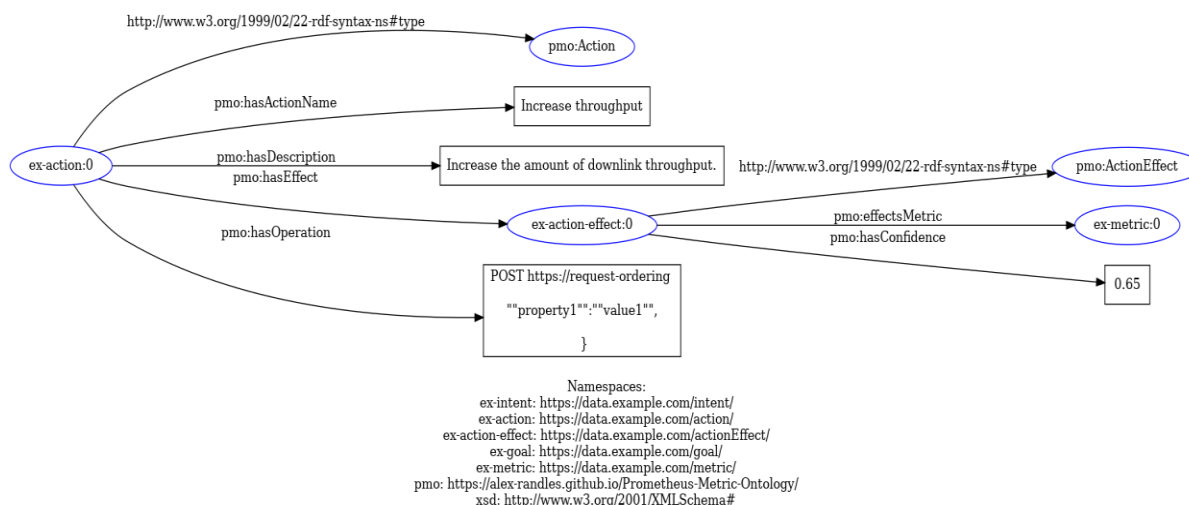 http://www.w3.org/1999/02/22-rdf-syntax-ns#type
pmo:Action
pmo:hasActionName
Increase throughput
ex-action:0
pmo:hasDescription
Increase the amount of downlink throughput.
pmo:hasEffect
http://www.w3.org/1999/02/22-rdf-syntax-ns#type
pmo:ActionEffect
ex-action-effect:0
pmo:effectsMetric
ex-metric:0
pmo:hasConfidence
0.65
pmo:hasOperation
POST https://request-ordering
""property1"":""value1"",
}
Namespaces:
ex-intent: https://data.example.com/intent/
ex-action: https://data.example.com/action/
ex-action-effect: https://data.example.com/actionEffect/
ex-goal: https://data.example.com/goal/
ex-metric: https://data.example.com/metric/
pmo: https://alex-randles.github.io/Prometheus-Metric-Ontology/
xsd: http://www.w3.org/2001/XMLSchema#